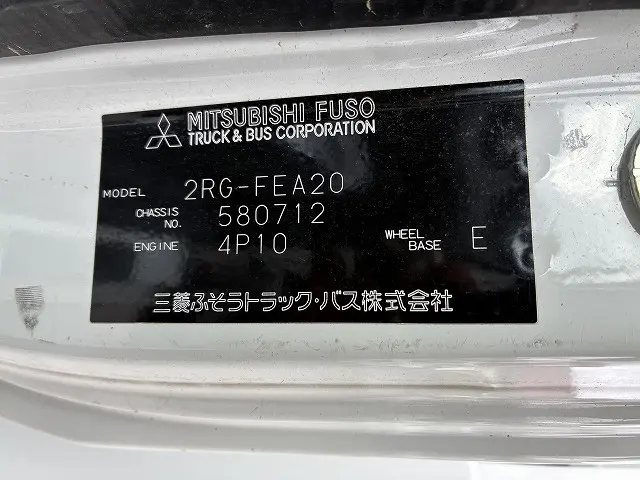 MITSUBISHI FUSO
TRUCK & BUS CORPORATION
MODEL 2RG-FEA20
CHASSIS NO. 580712
ENGINE 4P10 WHEEL BASE E
三菱ふそうトラック・バス株式会社